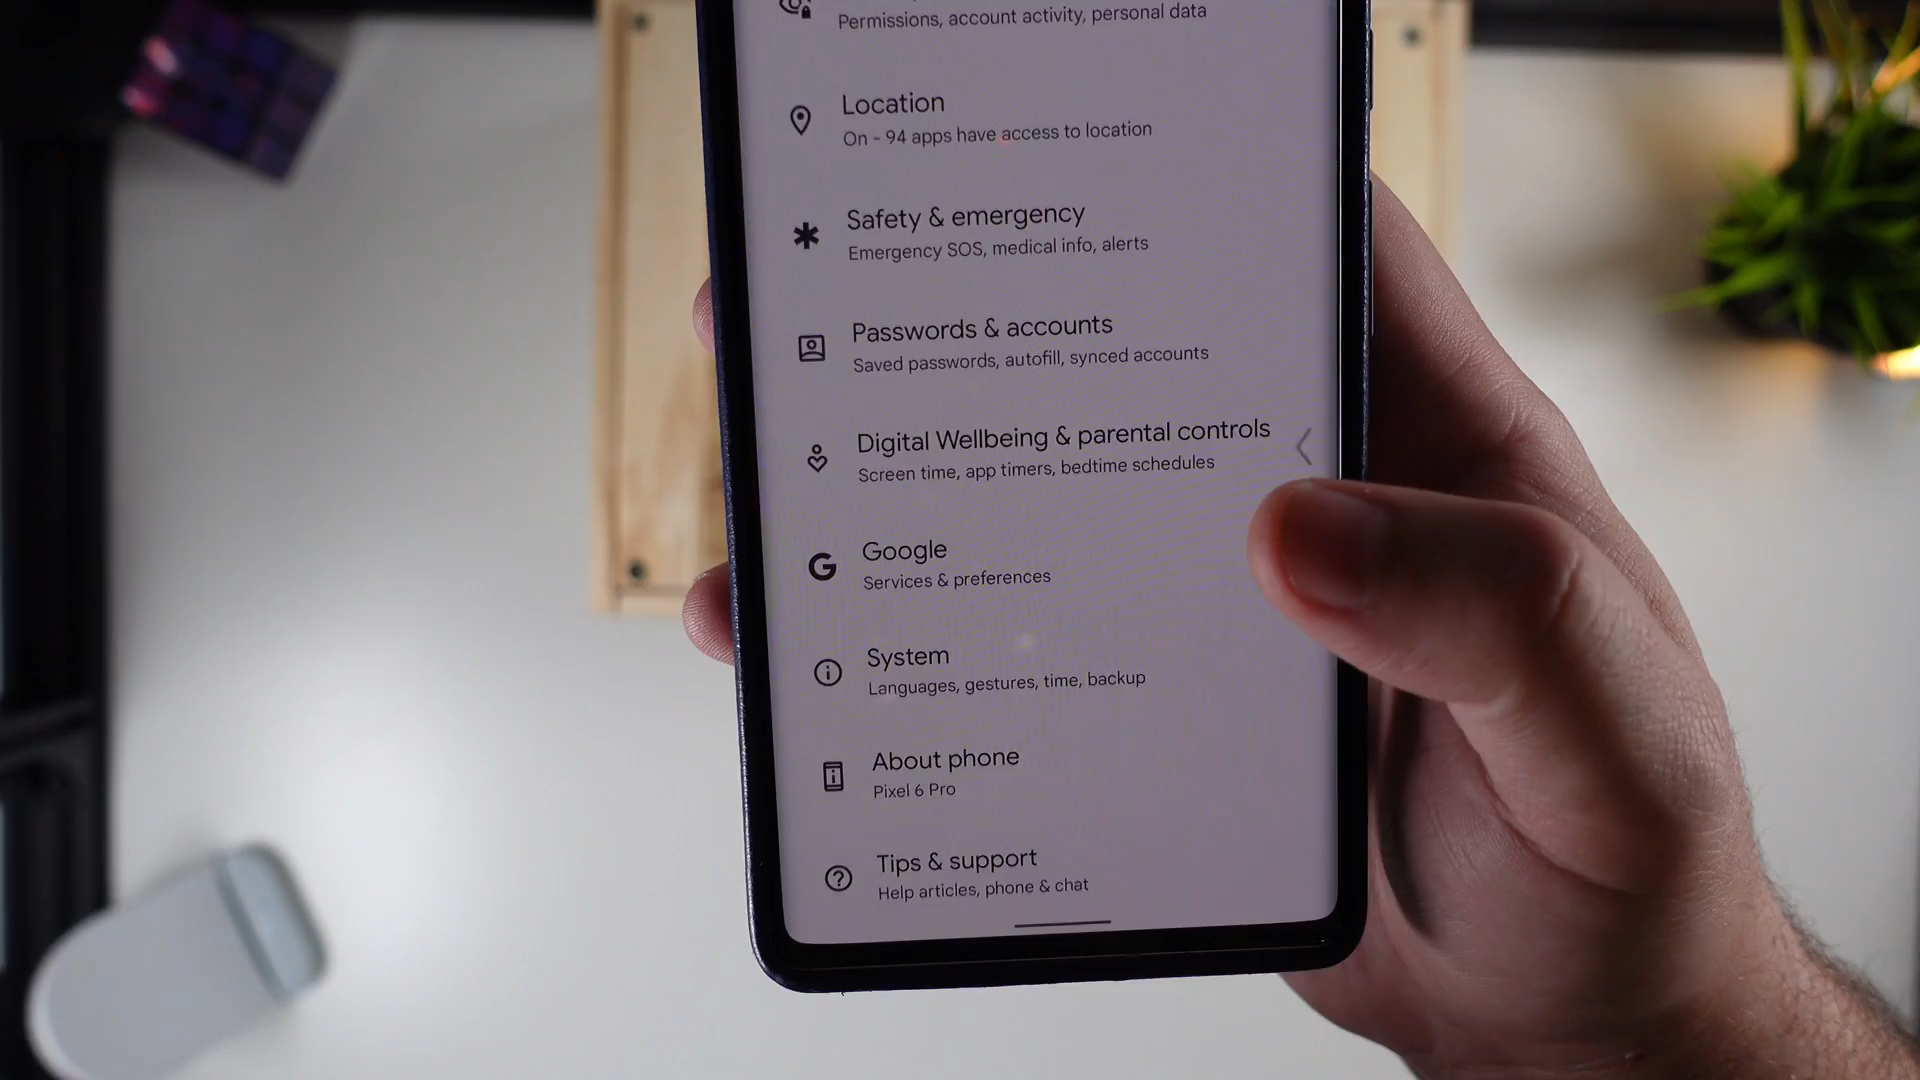 Permissions, account activity, personal data
Location
On - 94 apps have access to location
Safety & emergency
Emergency SOS, medical info, alerts
Passwords & accounts
Saved passwords, autofill, synced accounts
Digital Wellbeing & parental controls
Screen time, app timers, bedtime schedules
Google
Services & preferences
System
Languages, gestures, time, backup
About phone
Pixel 6 Pro
Tips & support
Help articles, phone & chat